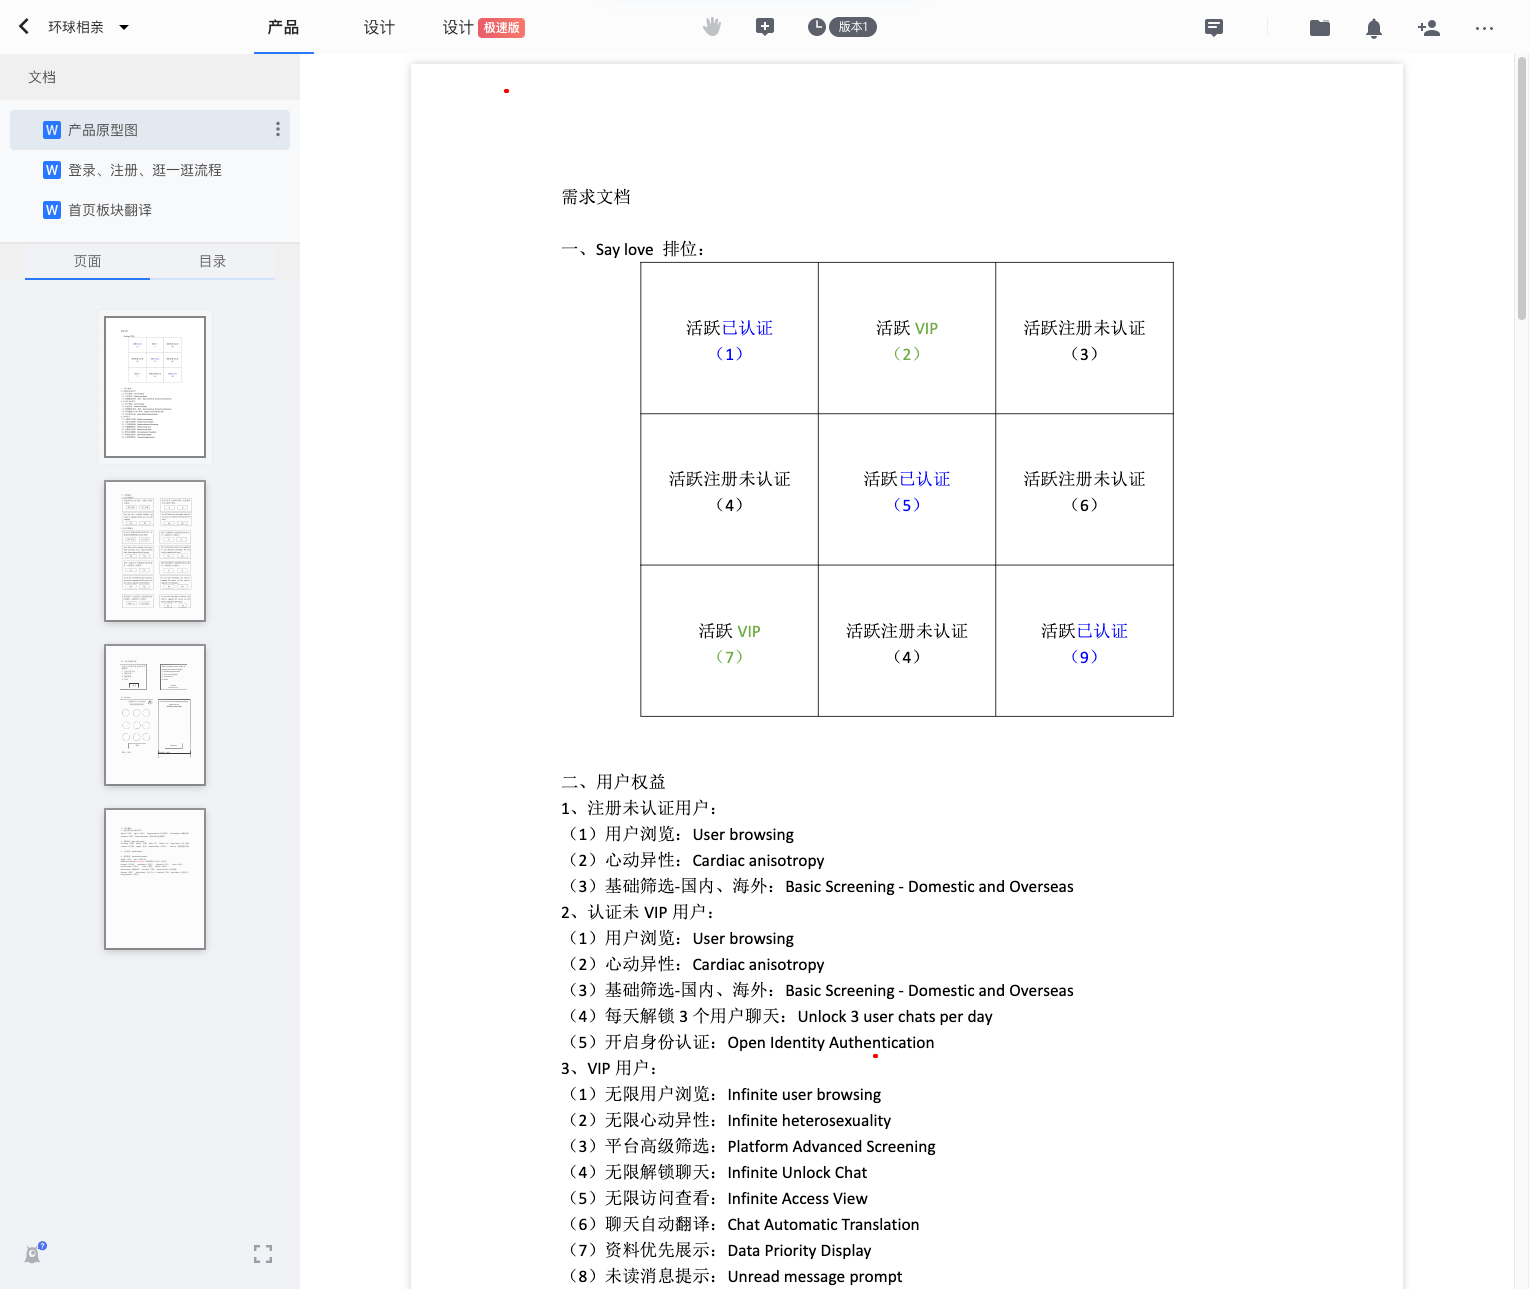 环球相亲
产品
设计
设计 极速版
版本1
文档
W 产品原型图
W 登录、注册、逛一逛流程
W 首页板块翻译
页面
目录
需求文档
一、Say love 排位：
活跃已认证
（1）
活跃 VIP
（2）
活跃注册未认证
（3）
活跃注册未认证
（4）
活跃已认证
（5）
活跃注册未认证
（6）
活跃 VIP
（7）
活跃注册未认证
（4）
活跃已认证
（9）
二、用户权益
1、注册未认证用户：
（1）用户浏览：User browsing
（2）心动异性：Cardiac anisotropy
（3）基础筛选-国内、海外：Basic Screening - Domestic and Overseas
2、认证未 VIP 用户：
（1）用户浏览：User browsing
（2）心动异性：Cardiac anisotropy
（3）基础筛选-国内、海外：Basic Screening - Domestic and Overseas
（4）每天解锁 3 个用户聊天：Unlock 3 user chats per day
（5）开启身份认证：Open Identity Authentication
3、VIP 用户：
（1）无限用户浏览：Infinite user browsing
（2）无限心动异性：Infinite heterosexuality
（3）平台高级筛选：Platform Advanced Screening
（4）无限解锁聊天：Infinite Unlock Chat
（5）无限访问查看：Infinite Access View
（6）聊天自动翻译：Chat Automatic Translation
（7）资料优先展示：Data Priority Display
（8）未读消息提示：Unread message prompt